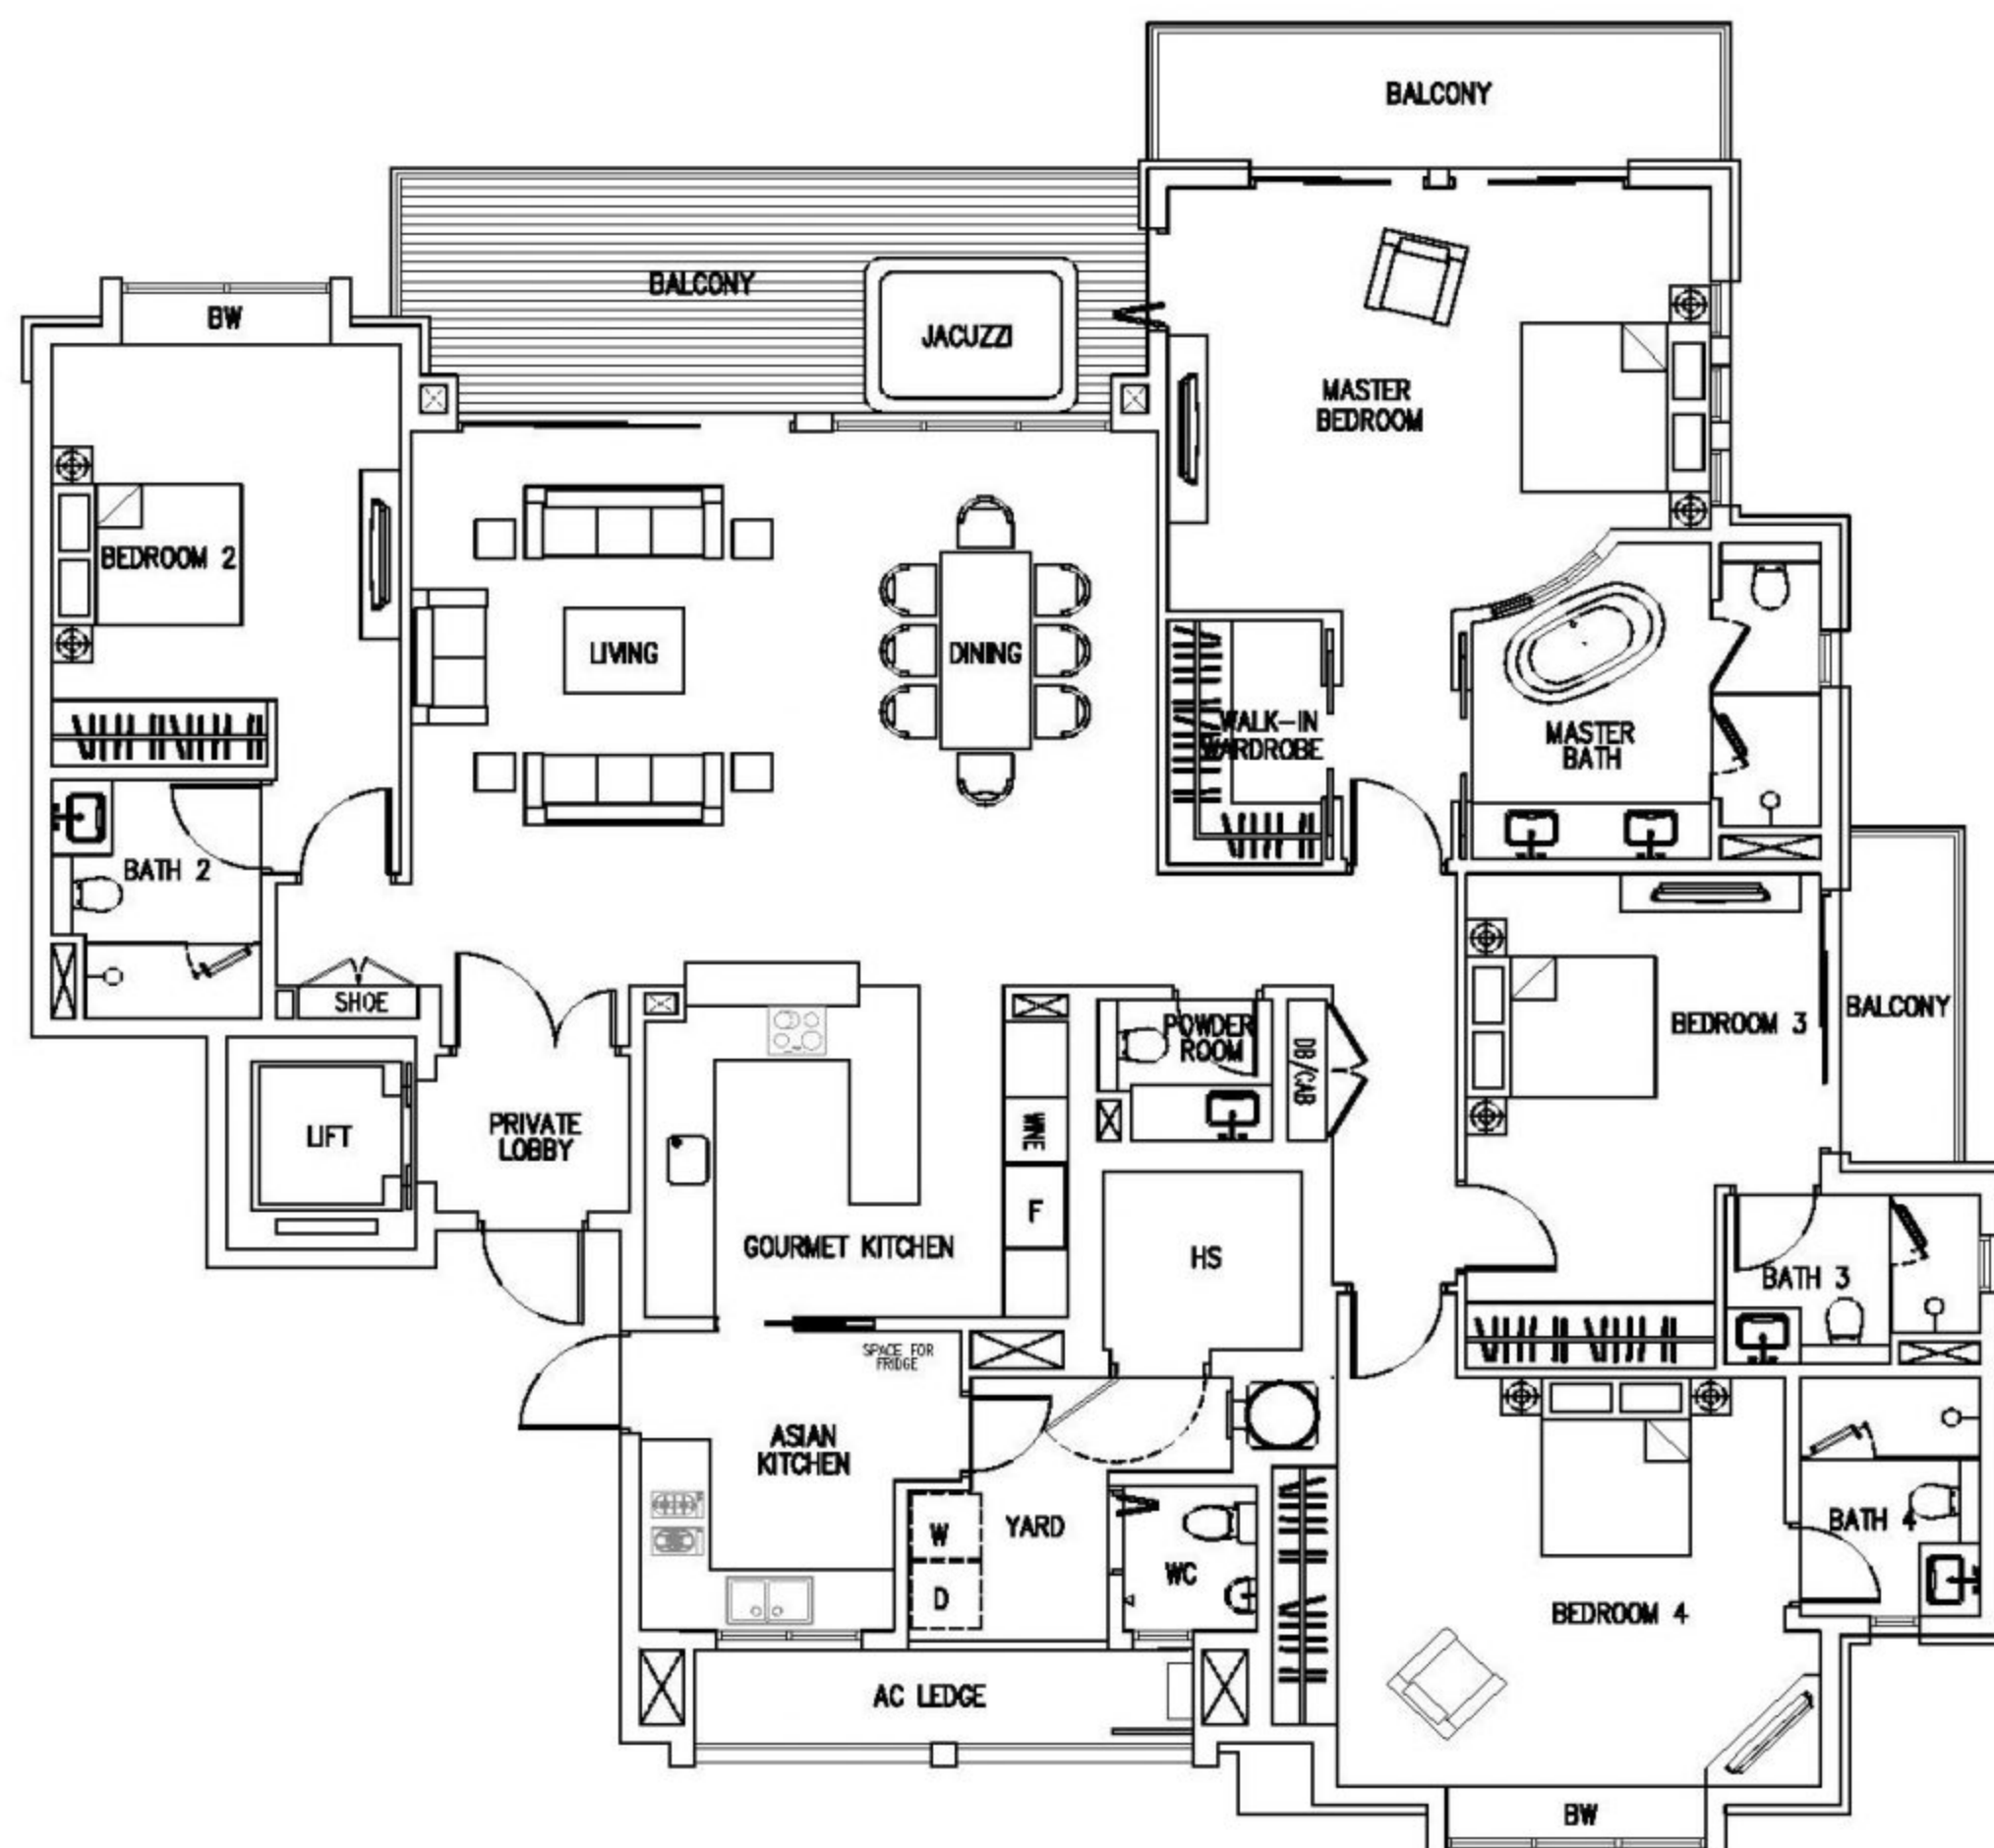 BALCONY
BALCONY
JACUZZI
BW
MASTER
BEDROOM
BEDROOM 2
LIVING
DINING
WALK-IN
WARDROBE
MASTER
BATH
BATH 2
SHOE
POWDER
ROOM
DB/CAB
BEDROOM 3
BALCONY
LIFT
PRIVATE
LOBBY
WINE
F
GOURMET KITCHEN
HS
BATH 3
SPACE FOR
FRIDGE
ASIAN
KITCHEN
W
YARD
D
WC
BATH 4
BEDROOM 4
AC LEDGE
BW